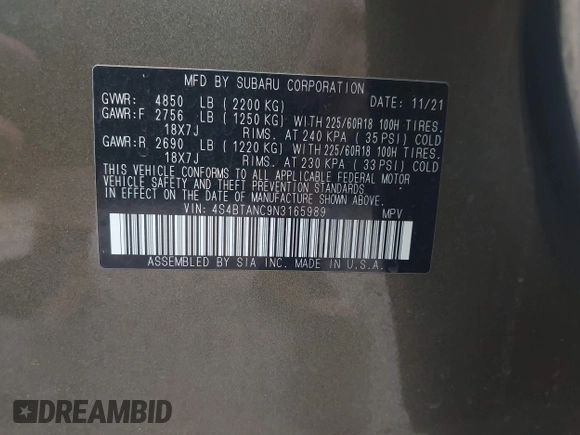 MFD BY SUBARU CORPORATION
GVWR: 4850 LB (2200 KG) DATE: 11/21
GAWR:F 2756 LB (1250 KG) WITH 225/60R18 100H TIRES.
18X7J RIMS. AT 240 KPA (35 PSI) COLD
GAWR:R 2690 LB (1220 KG) WITH 225/60R18 100H TIRES.
18X7J RIMS. AT 230 KPA (33 PSI) COLD
THIS VEHICLE CONFORMS TO ALL APPLICABLE FEDERAL MOTOR
VEHICLE SAFETY AND THEFT PREVENTION STANDARDS IN EFFECT
ON THE DATE OF MANUFACTURE SHOWN ABOVE.
VIN: 4S4BTANC9N3165989 MPV
ASSEMBLED BY SIA INC. MADE IN U.S.A.
DREAMBID